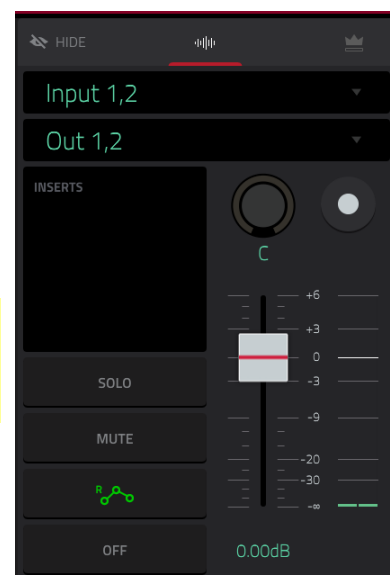 HIDE
Input 1,2
Out 1,2
INSERTS
C
+6
+3
0
-3
-9
-20
-30
-∞
SOLO
MUTE
R
OFF
0.00dB